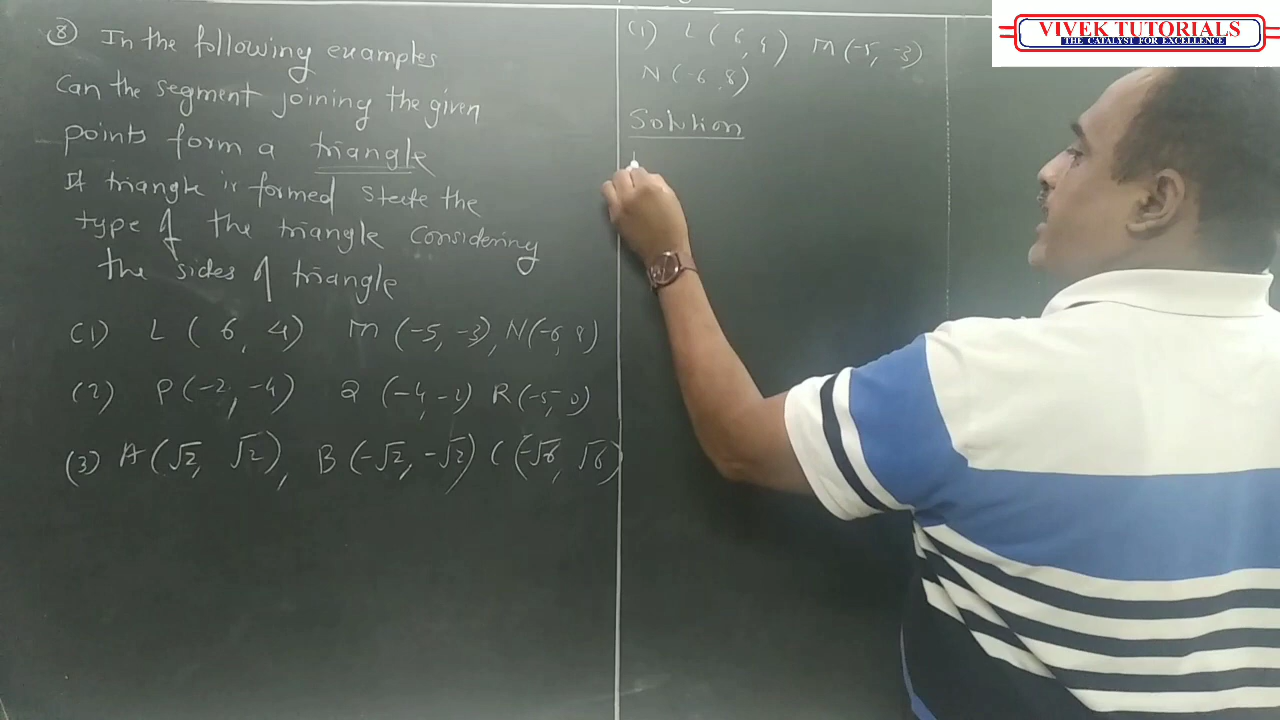 (8) In the following examples
Can the segment joining the given
points form a triangle
If triangle is formed state the
type of the triangle considering
the sides of triangle
(1) L ( 6, 4) M (-5, -3), N(-6, 8)
(2) P(-2, -4) Q (-4, -2) R(-5, 0)
(3) A(√2, √2), B(-√2, -√2) C(-√6, √6)
(1) L ( 6, 4) M (-5, -3)
N (-6, 8)
Solution
VIVEK TUTORIALS
THE CATALYST FOR EXCELLENCE